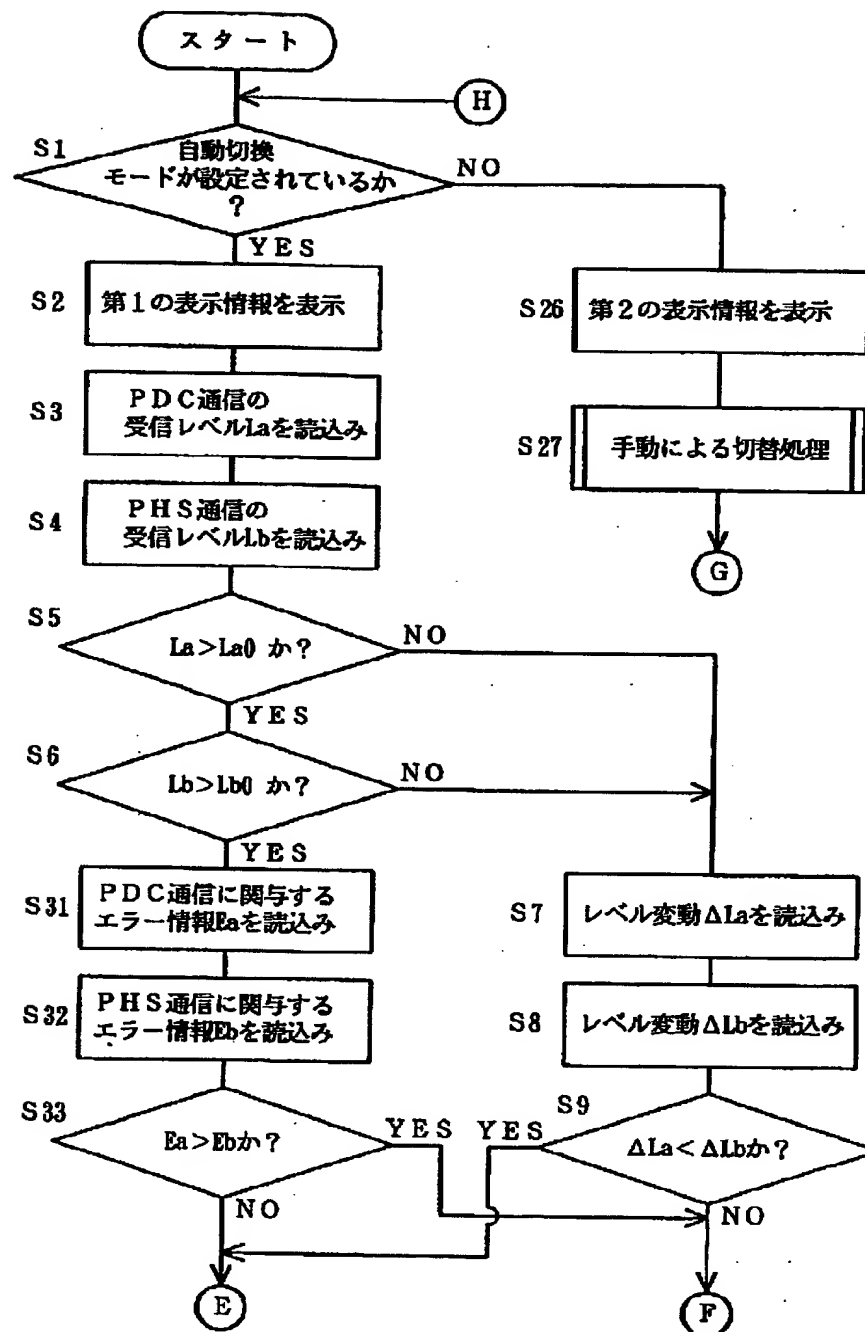 スタート
H
S1
自動切換
モードが設定されているか
?
NO
YES
S2
第1の表示情報を表示
S26
第2の表示情報を表示
S3
PDC通信の
受信レベルLaを読込み
S27
手動による切替処理
S4
PHS通信の
受信レベルLbを読込み
G
S5
La>La0 か?
NO
YES
S6
Lb>Lb0 か?
NO
YES
S31
PDC通信に関与する
エラー情報Eaを読込み
S7
レベル変動ΔLaを読込み
S32
PHS通信に関与する
エラー情報Ebを読込み
S8
レベル変動ΔLbを読込み
S33
Ea>Ebか?
YES
NO
S9
YES
ΔLa<ΔLbか?
NO
E
F